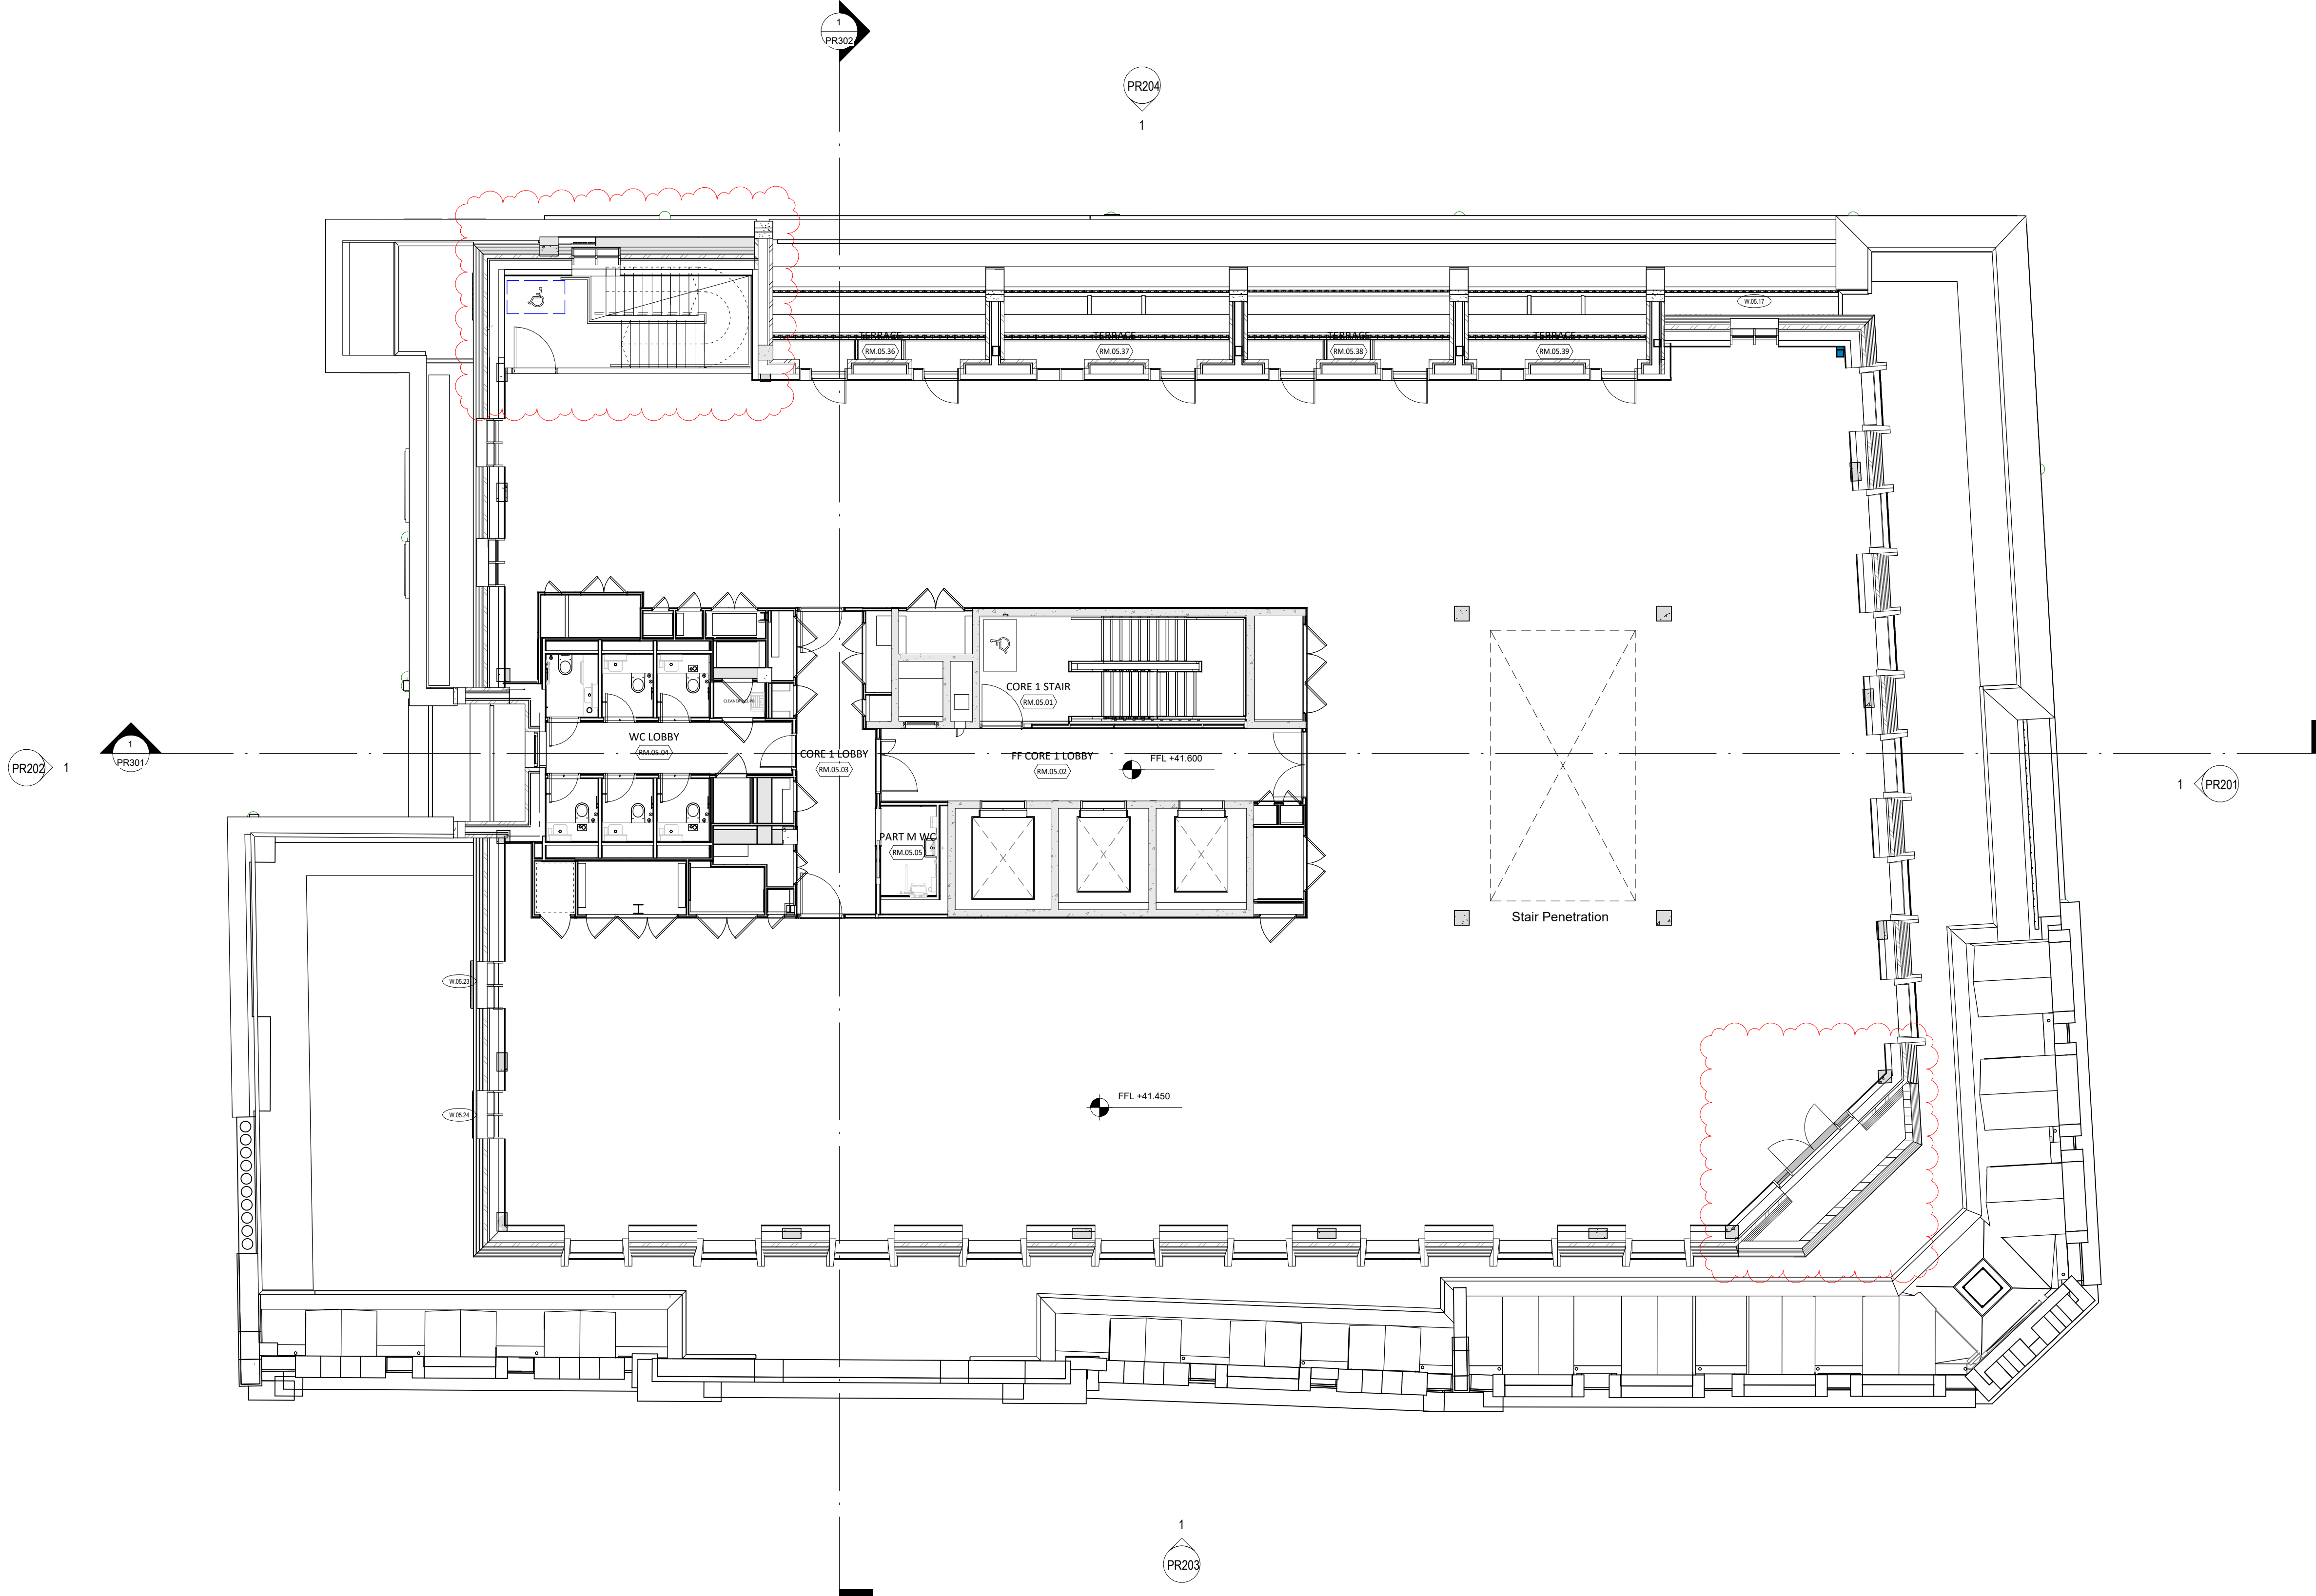 1
PR302
PR204
1
W.05.17
TERRACE
RM.05.36
TERRACE
RM.05.37
TERRACE
RM.05.38
TERRACE
RM.05.39
CORE 1 STAIR
RM.05.01
WC LOBBY
RM.05.04
CORE 1 LOBBY
RM.05.03
FF CORE 1 LOBBY
RM.05.02
FFL +41.600
1
PR301
PR202
1
1
PR201
PART M WC
RM.05.05
Stair Penetration
W.05.23
W.05.24
FFL +41.450
1
PR203